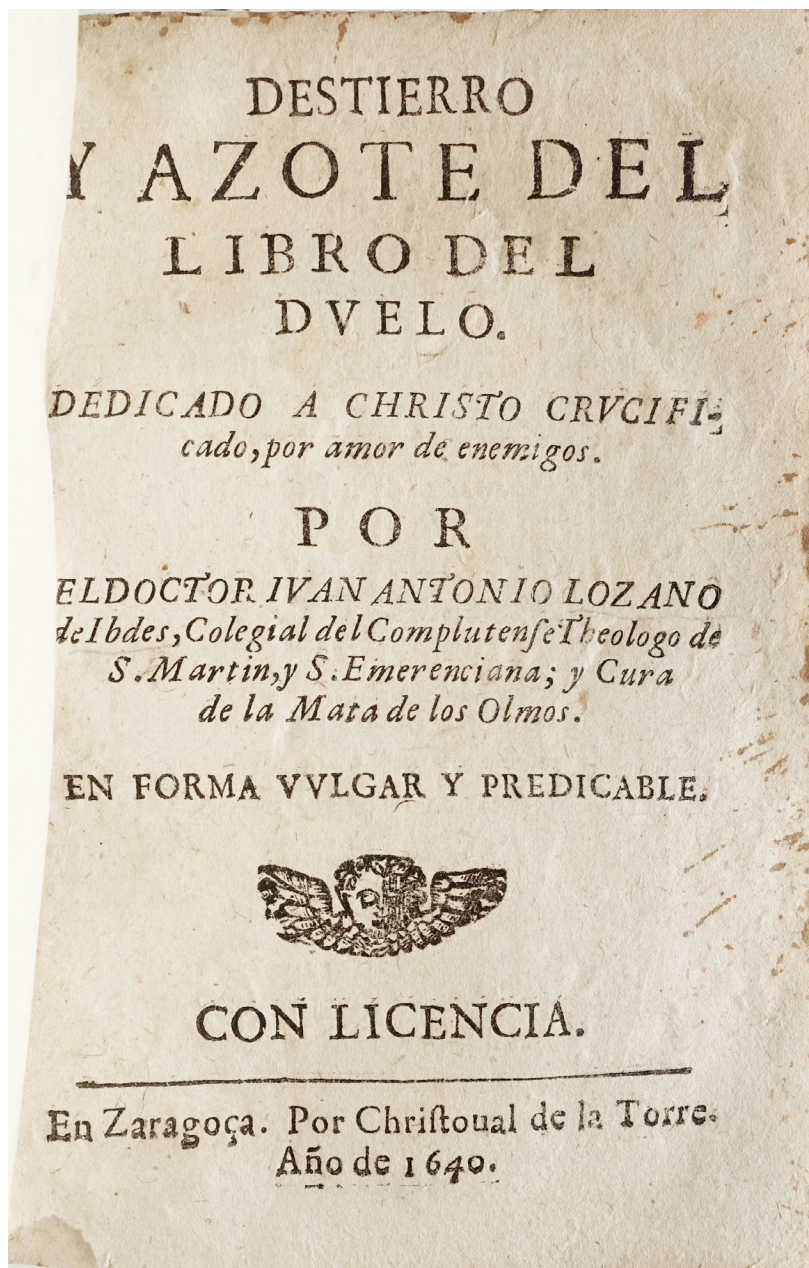 DESTIERRO
Y AZOTE DEL
LIBRO DEL
DVELO.
DEDICADO A CHRISTO CRVCIFI-
cado, por amor de enemigos.
POR
EL DOCTOR IVAN ANTONIO LOZANO
de Ibdes, Colegial del Complutenſe Theologo de
S. Martin, y S. Emerenciana; y Cura
de la Mata de los Olmos.
EN FORMA VVLGAR Y PREDICABLE.
CON LICENCIA.
En Zaragoça. Por Chriſtoual de la Torre.
Año de 1640.